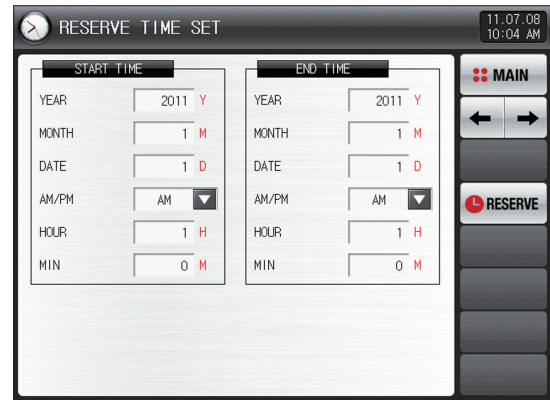 RESERVE TIME SET
11.07.08
10:04 AM
START TIME
YEAR 2011 Y
MONTH 1 M
DATE 1 D
AM/PM AM
HOUR 1 H
MIN 0 M
END TIME
YEAR 2011 Y
MONTH 1 M
DATE 1 D
AM/PM AM
HOUR 1 H
MIN 0 M
MAIN
RESERVE